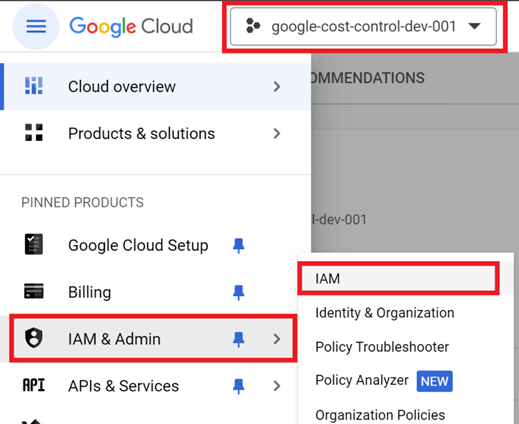 Google Cloud
google-cost-control-dev-001
Cloud overview
OMMENDATIONS
Products & solutions
PINNED PRODUCTS
l-dev-001
Google Cloud Setup
IAM
Billing
Identity & Organization
IAM & Admin
Policy Troubleshooter
API APIs & Services
Policy Analyzer NEW
Organization Policies